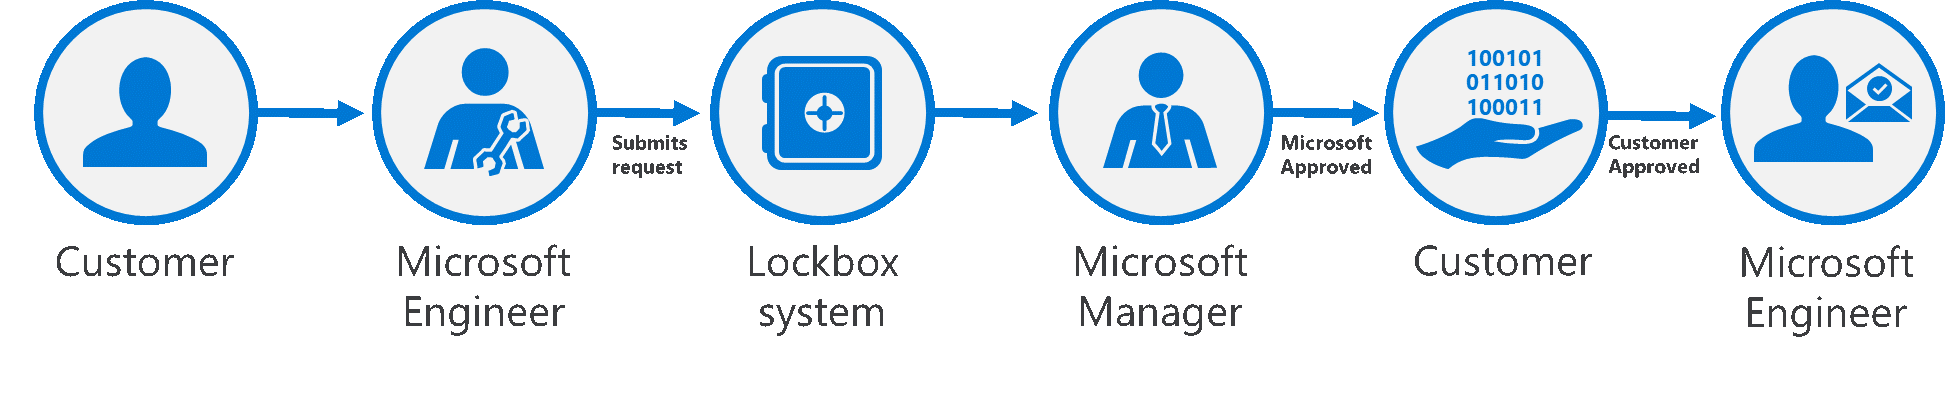 Customer
Microsoft
Engineer
Submits
request
Lockbox
system
Microsoft
Manager
Microsoft
Approved
100101
011010
100011
Customer
Customer
Approved
Microsoft
Engineer